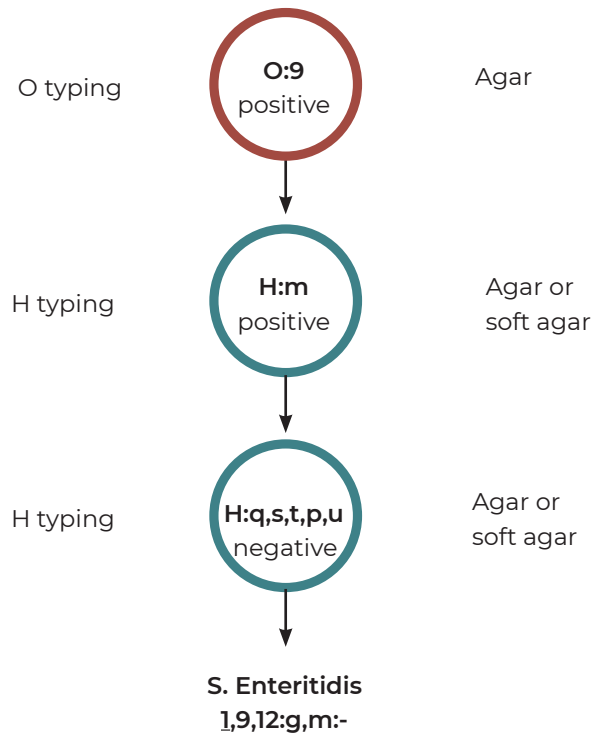 O typing
O:9
positive
Agar
H typing
H:m
positive
Agar or
soft agar
H typing
H:q,s,t,p,u
negative
Agar or
soft agar
S. Enteritidis
1,9,12:g,m:-